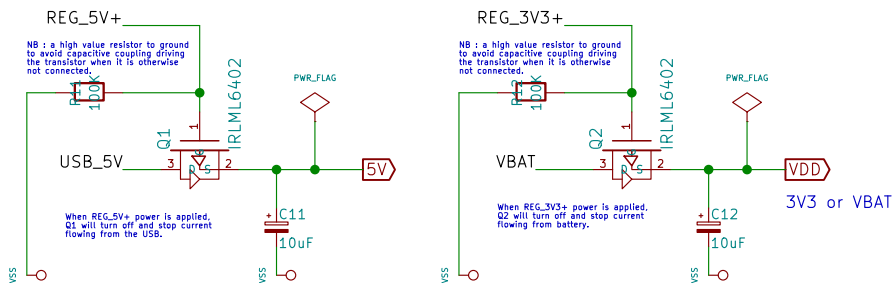 REG_5V+
NB : a high value resistor to ground
to avoid capacitive coupling driving
the transistor when it is otherwise
not connected.
R11
100K
IRLML6402
PWR_FLAG
1
Q1
USB_5V
3
D
S
2
5V
When REG_5V+ power is applied,
Q1 will turn off and stop current
flowing from the USB.
+
C11
10uF
VSS
VSS
REG_3V3+
NB : a high value resistor to ground
to avoid capacitive coupling driving
the transistor when it is otherwise
not connected.
R12
100K
IRLML6402
PWR_FLAG
1
Q2
VBAT
3
D
S
2
VDD
3V3 or VBAT
When REG_3V3+ power is applied,
Q2 will turn off and stop current
flowing from battery.
+
C12
10uF
VSS
VSS